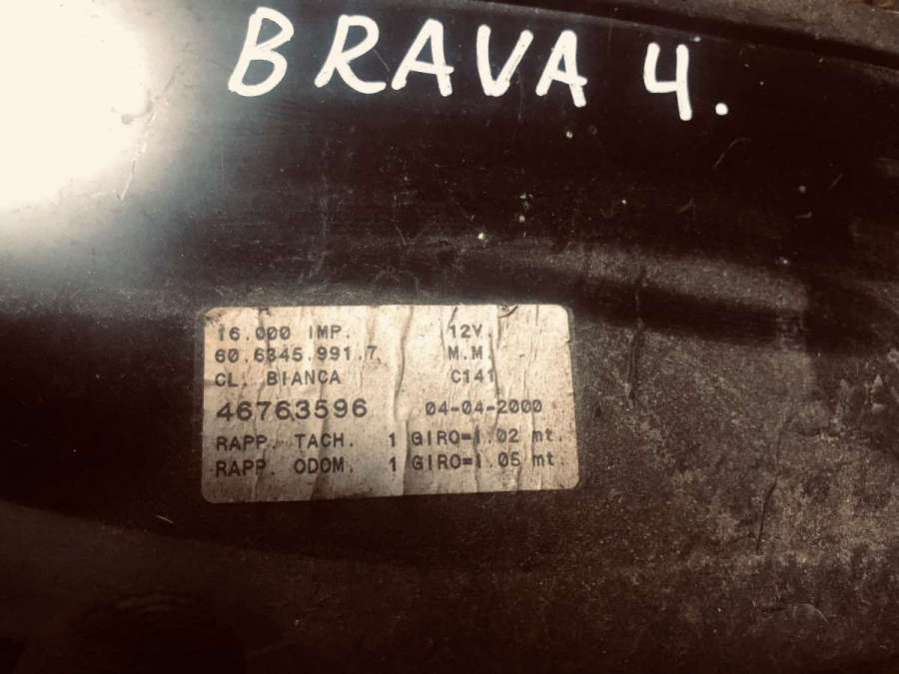 BRAVA 4.
16.000 IMP. 12V.
60.6345.991.7 M.M.
CL. BIANCA C141
46763596 04-04-2000
RAPP. TACH. 1 GIRO=1.02 mt.
RAPP. ODOM. 1 GIRO=1.05 mt.